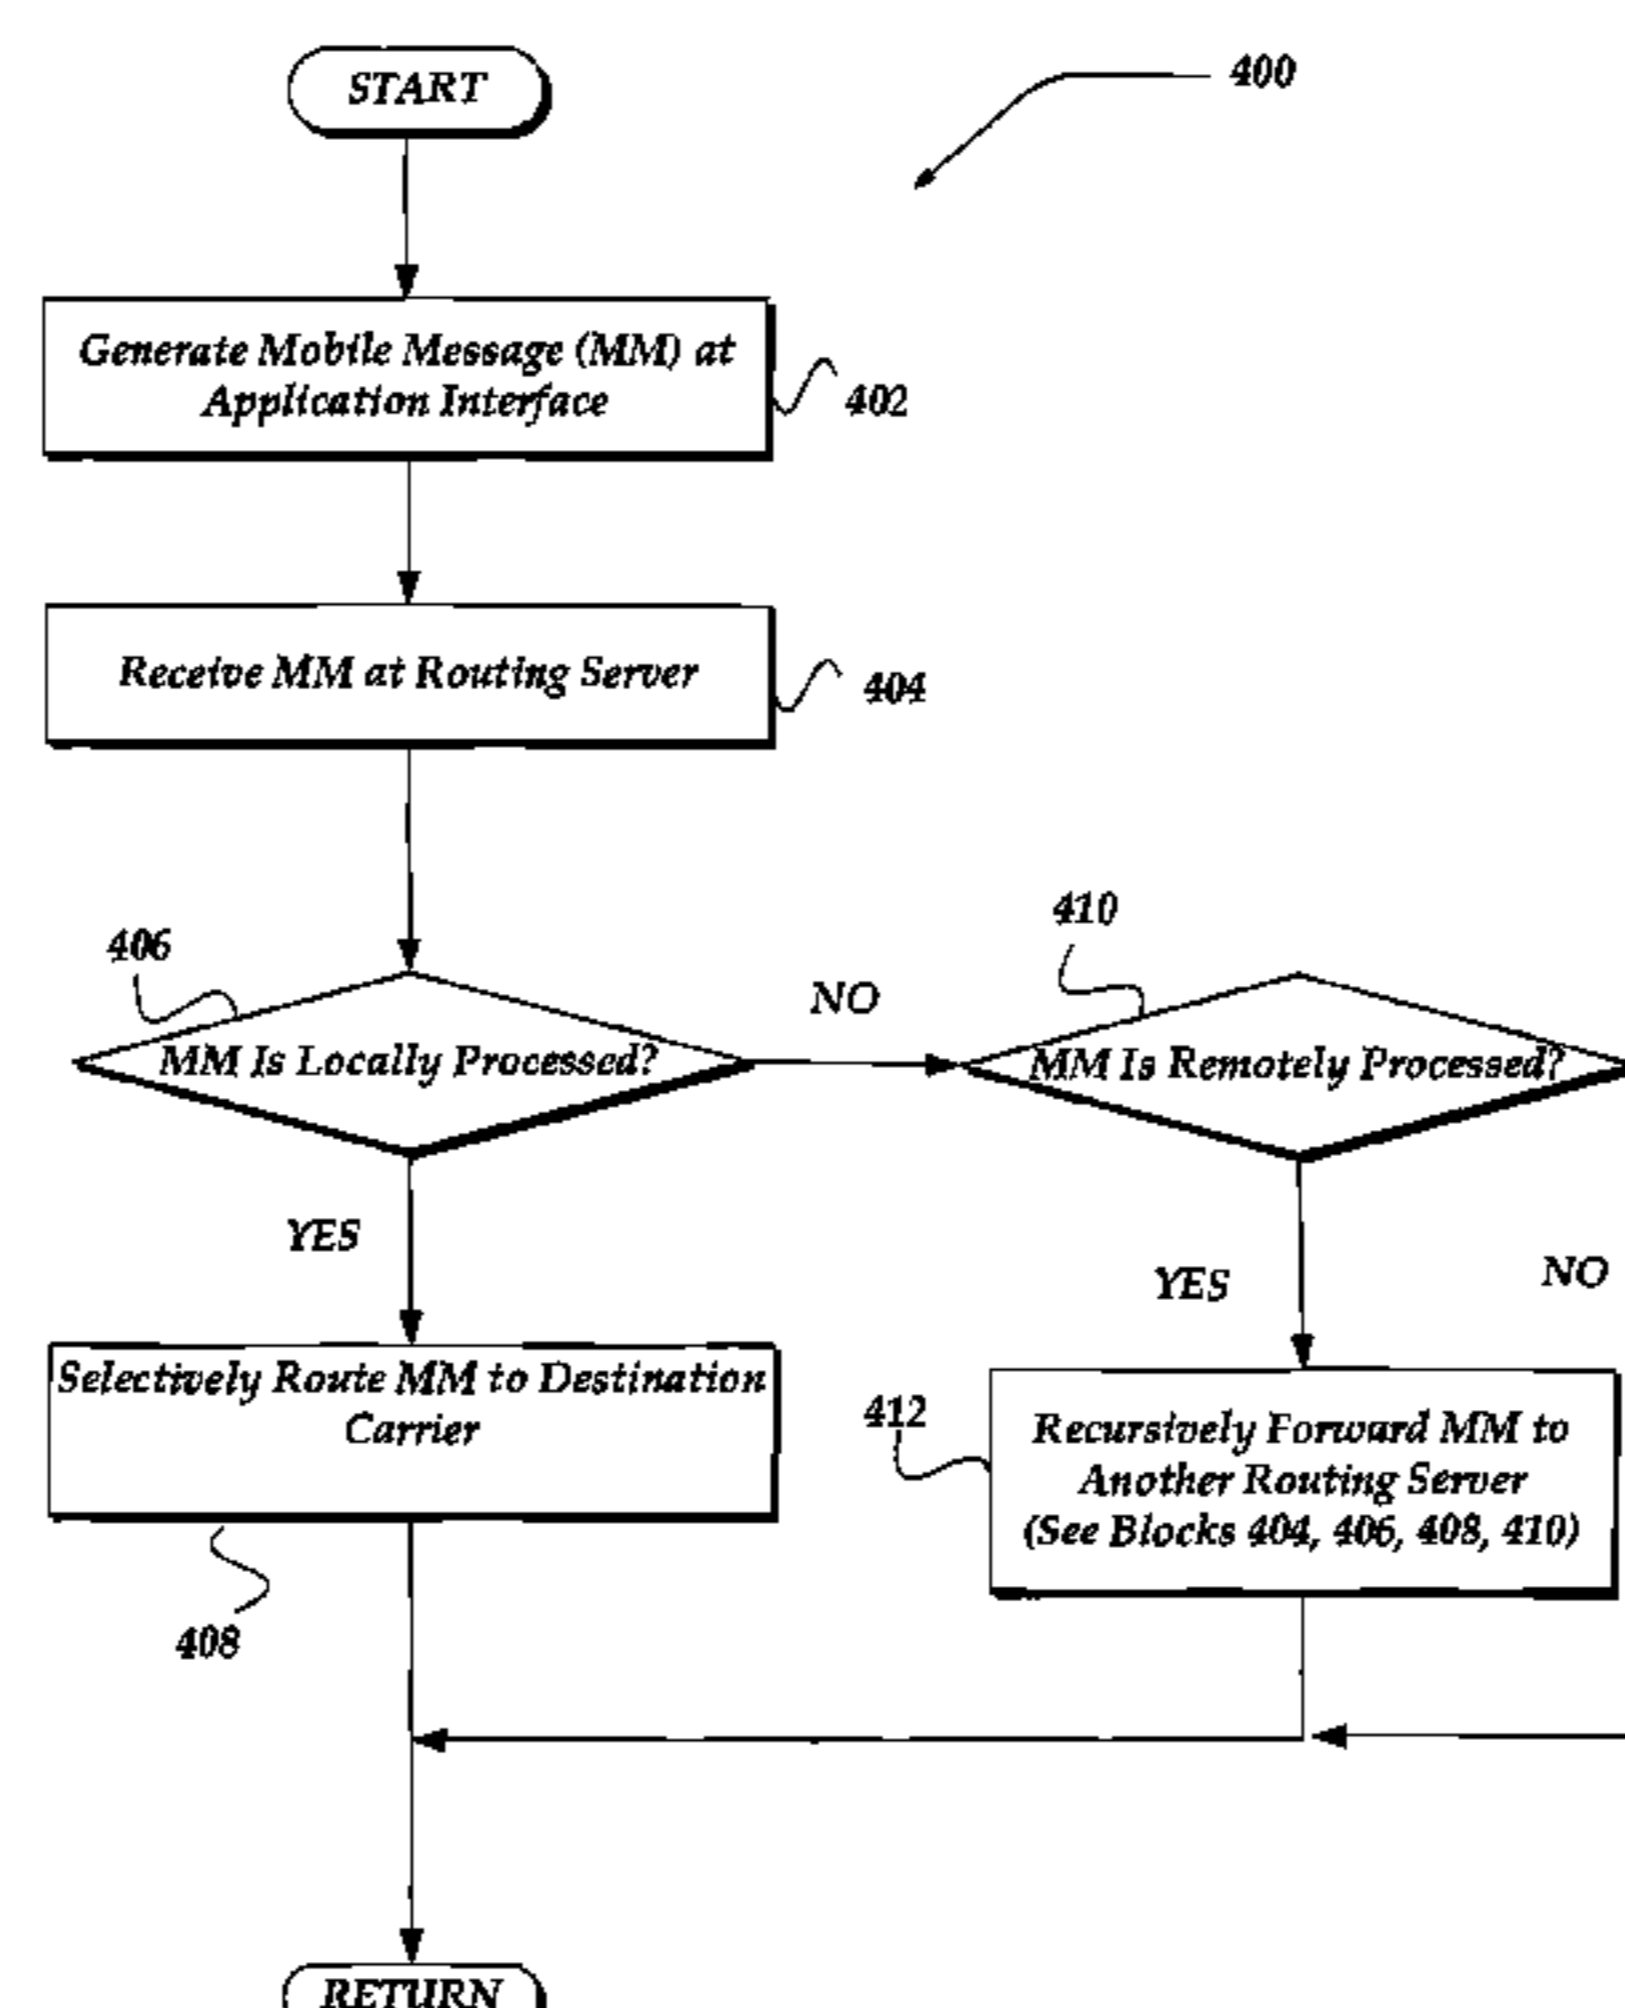 START
400
Generate Mobile Message (MM) at
Application Interface
402
Receive MM at Routing Server
404
406
410
NO
MM Is Locally Processed?
MM Is Remotely Processed?
YES
YES
NO
Selectively Route MM to Destination
Carrier
412
Recursively Forward MM to
Another Routing Server
(See Blocks 404, 406, 408, 410)
408
RETURN